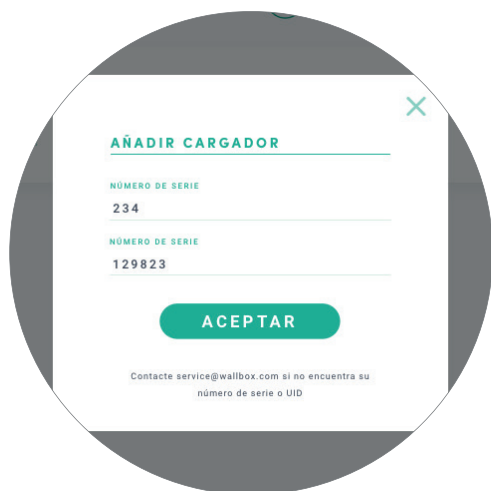 AÑADIR CARGADOR
NÚMERO DE SERIE
234
NÚMERO DE SERIE
129823
ACEPTAR
Contacte service@wallbox.com si no encuentra su
número de serie o UID